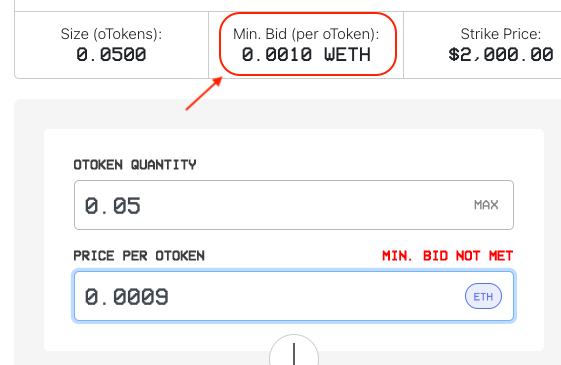 Size (oTokens): Min. Bid (per oToken): Strike Price:
0.0500 0.0010 WETH $2,000.00
OTOKEN QUANTITY
0.05 MAX
PRICE PER OTOKEN MIN. BID NOT MET
0.0009 ETH